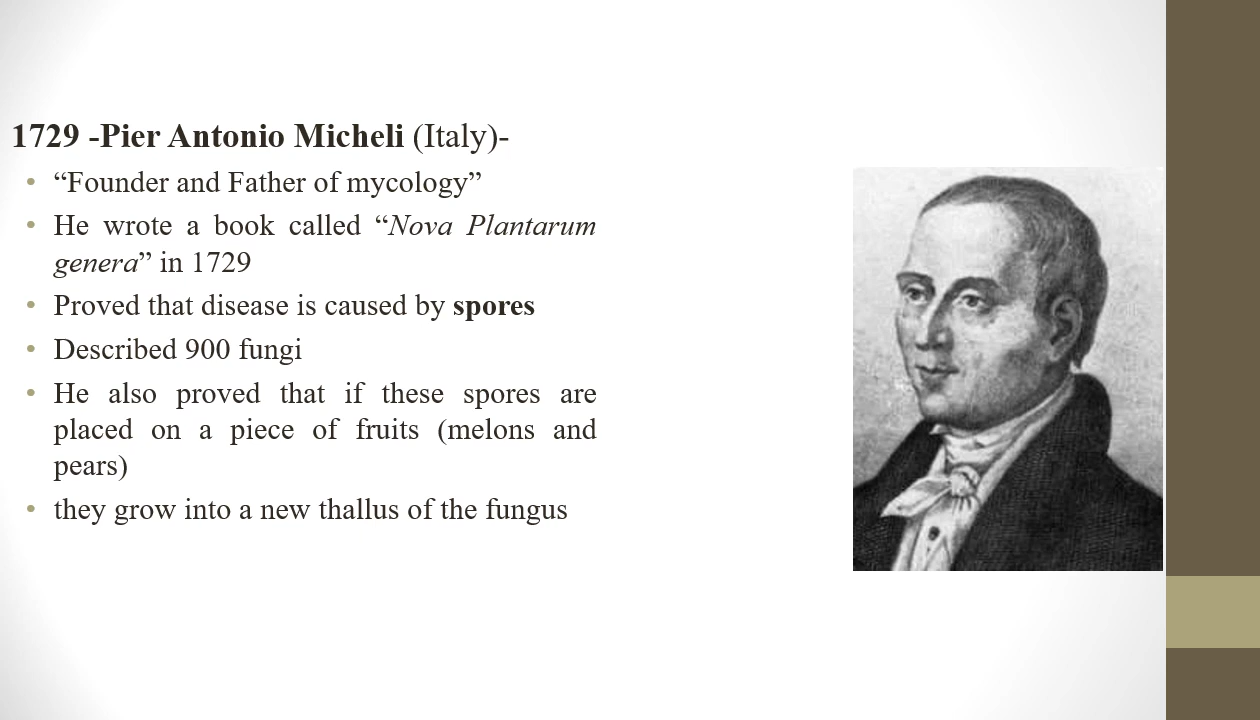 1729 -Pier Antonio Micheli (Italy)-
• “Founder and Father of mycology”
• He wrote a book called “Nova Plantarum
genera” in 1729
• Proved that disease is caused by spores
• Described 900 fungi
• He also proved that if these spores are
placed on a piece of fruits (melons and
pears)
• they grow into a new thallus of the fungus